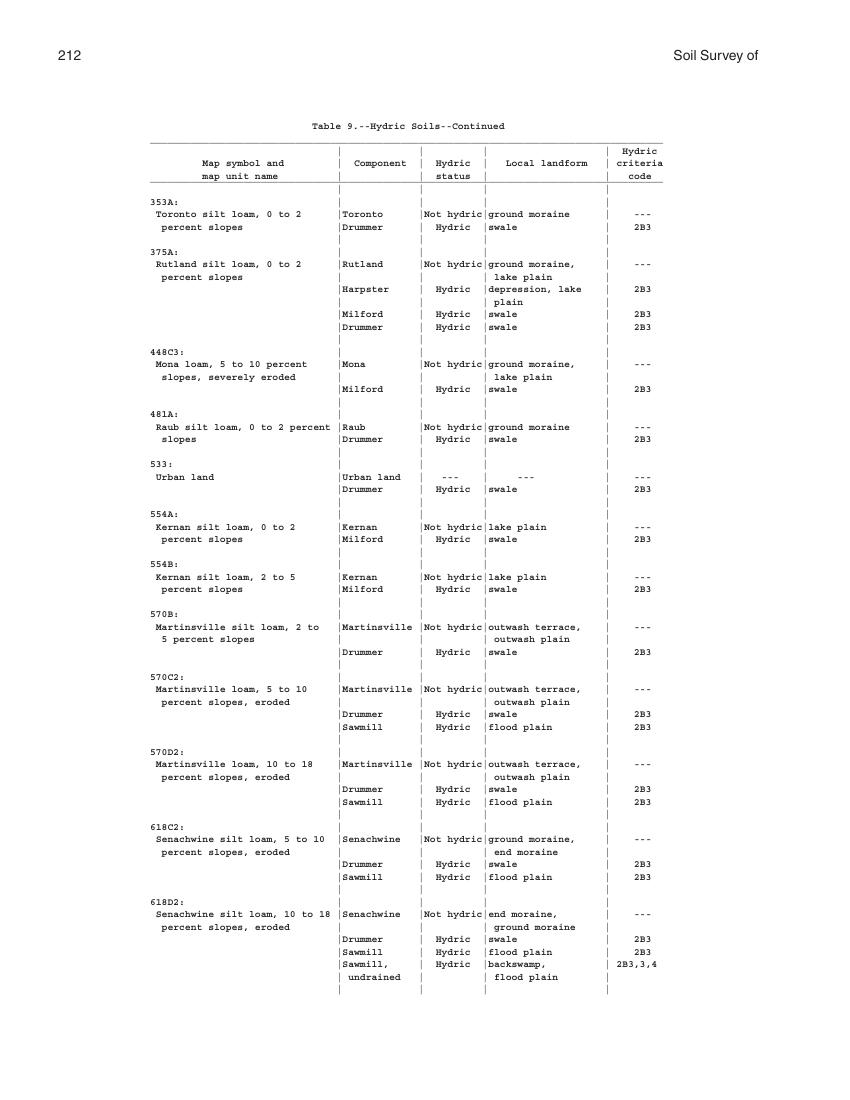 212 Soil Survey of
Table 9.--Hydric Soils--Continued
Hydric
Map symbol and Component Hydric Local landform criteria
map unit name status code
353A:
Toronto silt loam, 0 to 2 Toronto Not hydric ground moraine ---
percent slopes Drummer Hydric swale 2B3
375A:
Rutland silt loam, 0 to 2 Rutland Not hydric ground moraine, ---
percent slopes lake plain
Harpster Hydric depression, lake 2B3
plain
Milford Hydric swale 2B3
Drummer Hydric swale 2B3
448C3:
Mona loam, 5 to 10 percent Mona Not hydric ground moraine, ---
slopes, severely eroded lake plain
Milford Hydric swale 2B3
481A:
Raub silt loam, 0 to 2 percent Raub Not hydric ground moraine ---
slopes Drummer Hydric swale 2B3
533:
Urban land Urban land --- --- ---
Drummer Hydric swale 2B3
554A:
Kernan silt loam, 0 to 2 Kernan Not hydric lake plain ---
percent slopes Milford Hydric swale 2B3
554B:
Kernan silt loam, 2 to 5 Kernan Not hydric lake plain ---
percent slopes Milford Hydric swale 2B3
570B:
Martinsville silt loam, 2 to Martinsville Not hydric outwash terrace, ---
5 percent slopes outwash plain
Drummer Hydric swale 2B3
570C2:
Martinsville loam, 5 to 10 Martinsville Not hydric outwash terrace, ---
percent slopes, eroded outwash plain
Drummer Hydric swale 2B3
Sawmill Hydric flood plain 2B3
570D2:
Martinsville loam, 10 to 18 Martinsville Not hydric outwash terrace, ---
percent slopes, eroded outwash plain
Drummer Hydric swale 2B3
Sawmill Hydric flood plain 2B3
618C2:
Senachwine silt loam, 5 to 10 Senachwine Not hydric ground moraine, ---
percent slopes, eroded end moraine
Drummer Hydric swale 2B3
Sawmill Hydric flood plain 2B3
618D2:
Senachwine silt loam, 10 to 18 Senachwine Not hydric end moraine, ---
percent slopes, eroded ground moraine
Drummer Hydric swale 2B3
Sawmill Hydric flood plain 2B3
Sawmill, Hydric backswamp, 2B3,3,4
undrained flood plain